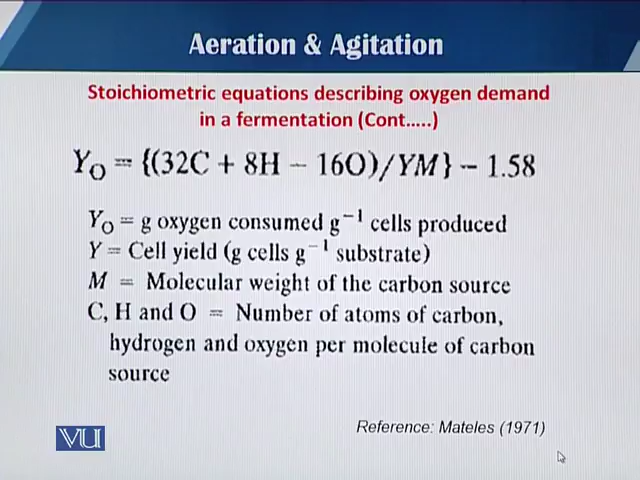 Aeration & Agitation
Stoichiometric equations describing oxygen demand
in a fermentation (Cont.....)
Y₀ = {(32C + 8H − 16O)/YM} − 1.58
Y₀ = g oxygen consumed g⁻¹ cells produced
Y = Cell yield (g cells g⁻¹ substrate)
M = Molecular weight of the carbon source
C, H and O = Number of atoms of carbon,
hydrogen and oxygen per molecule of carbon
source
Reference: Mateles (1971)
VU